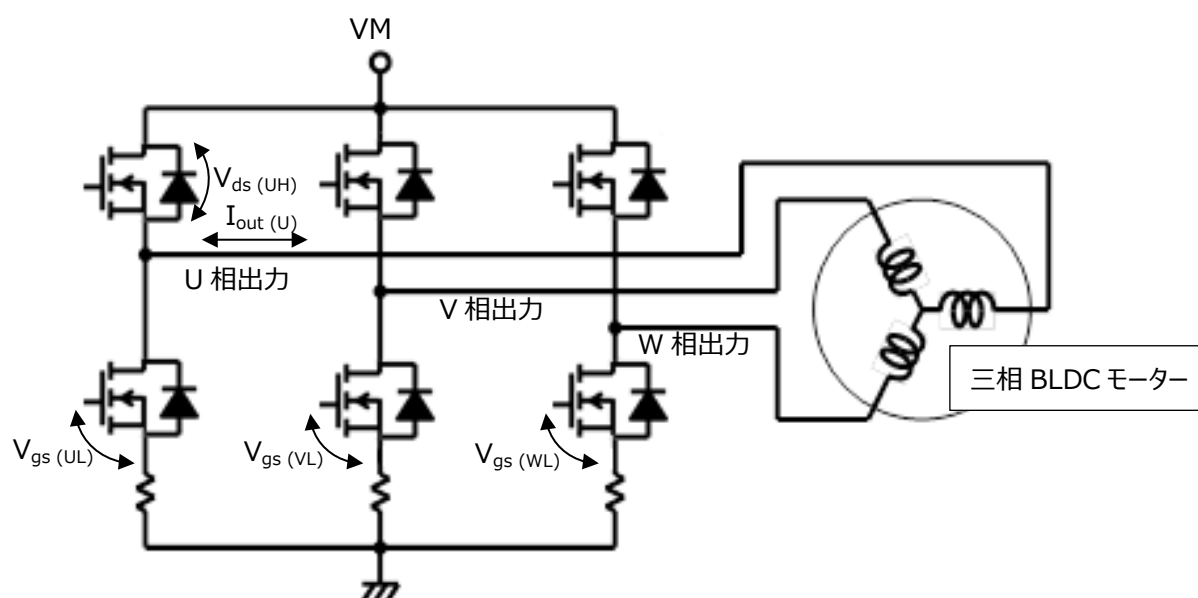 VM
Vds (UH)
Iout (U)
U 相出力
V 相出力
W 相出力
三相 BLDC モーター
Vgs (UL)
Vgs (VL)
Vgs (WL)